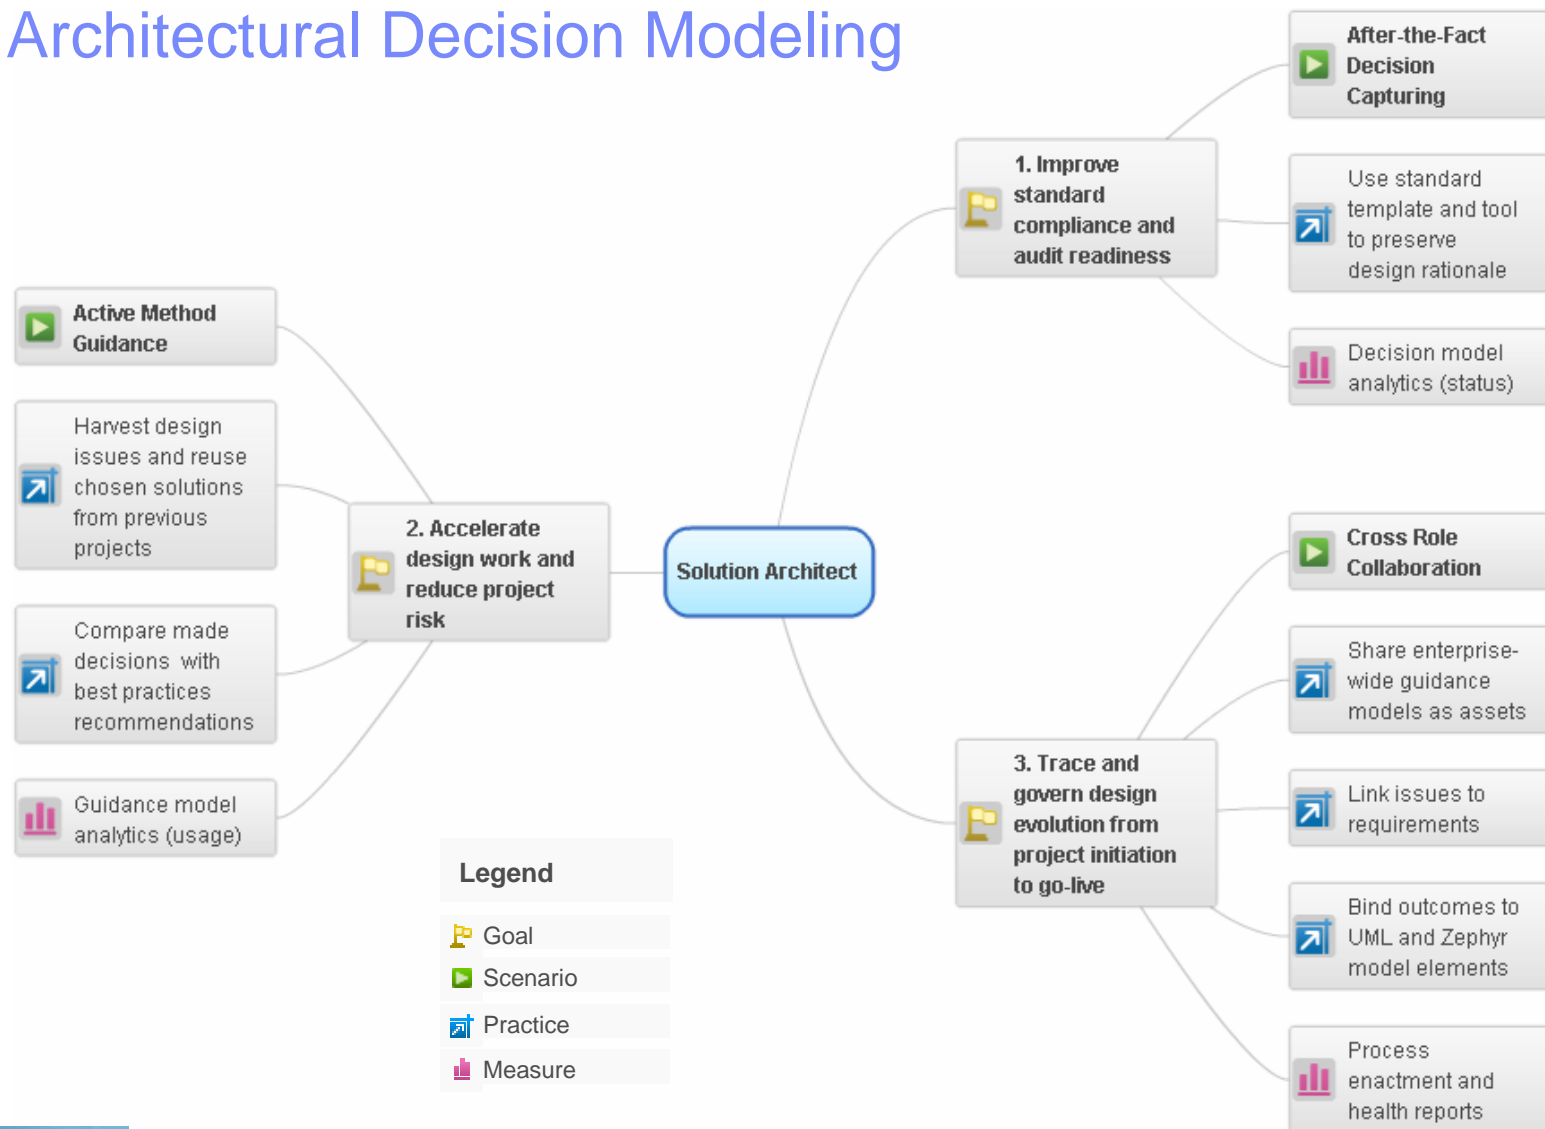 Architectural Decision Modeling
After-the-Fact
Decision
Capturing
1. Improve
standard
compliance and
audit readiness
Use standard
template and tool
to preserve
design rationale
Decision model
analytics (status)
Active Method
Guidance
Harvest design
issues and reuse
chosen solutions
from previous
projects
2. Accelerate
design work and
reduce project
risk
Compare made
decisions with
best practices
recommendations
Guidance model
analytics (usage)
Solution Architect
Cross Role
Collaboration
Share enterprise-
wide guidance
models as assets
3. Trace and
govern design
evolution from
project initiation
to go-live
Link issues to
requirements
Bind outcomes to
UML and Zephyr
model elements
Process
enactment and
health reports
Legend
Goal
Scenario
Practice
Measure